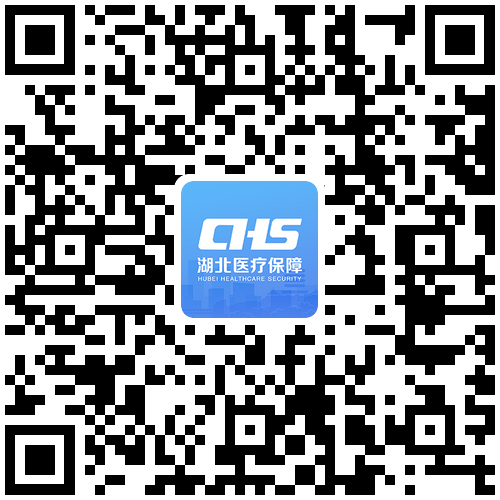 CHS
湖北医疗保障
HUBEI HEALTHCARE SECURITY